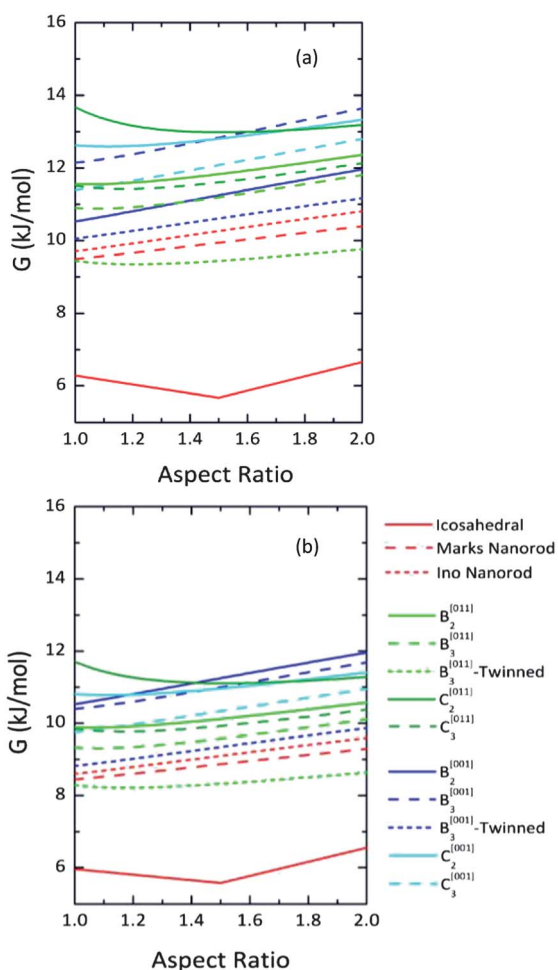 16
14
12
10
8
6
G (kJ/mol)
(a)
1.0 1.2 1.4 1.6 1.8 2.0
Aspect Ratio
16
14
12
10
8
6
G (kJ/mol)
(b)
1.0 1.2 1.4 1.6 1.8 2.0
Aspect Ratio
Icosahedral
Marks Nanorod
Ino Nanorod
B₂[011]
B₃[011]
B₃[011]-Twinned
C₂[011]
C₃[011]
B₂[001]
B₃[001]
B₃[001]-Twinned
C₂[001]
C₃[001]